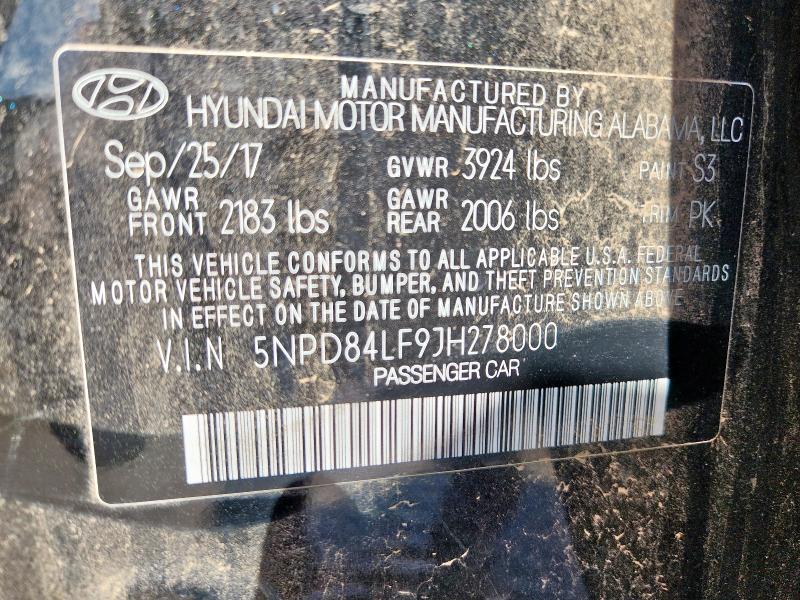 MANUFACTURED BY
HYUNDAI MOTOR MANUFACTURING ALABAMA, LLC
Sep/25/17 GVWR 3924 lbs PAINT S3
GAWR FRONT 2183 lbs GAWR REAR 2006 lbs TRIM PK
THIS VEHICLE CONFORMS TO ALL APPLICABLE U.S.A. FEDERAL
MOTOR VEHICLE SAFETY, BUMPER, AND THEFT PREVENTION STANDARDS
IN EFFECT ON THE DATE OF MANUFACTURE SHOWN ABOVE.
V.I.N 5NPD84LF9JH278000
PASSENGER CAR